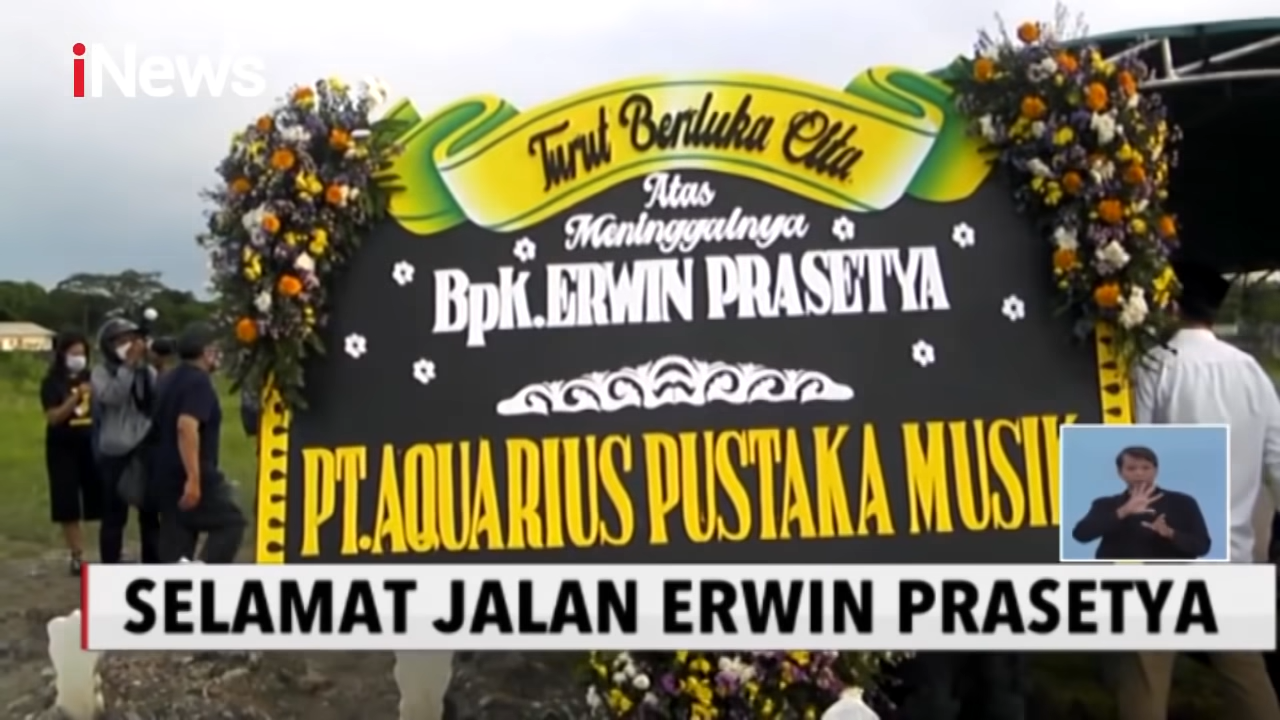 iNews
Turut Berduka Cita
Atas
Meninggalnya
BpK.ERWIN PRASETYA
PT.AQUARIUS PUSTAKA MUSIK
SELAMAT JALAN ERWIN PRASETYA